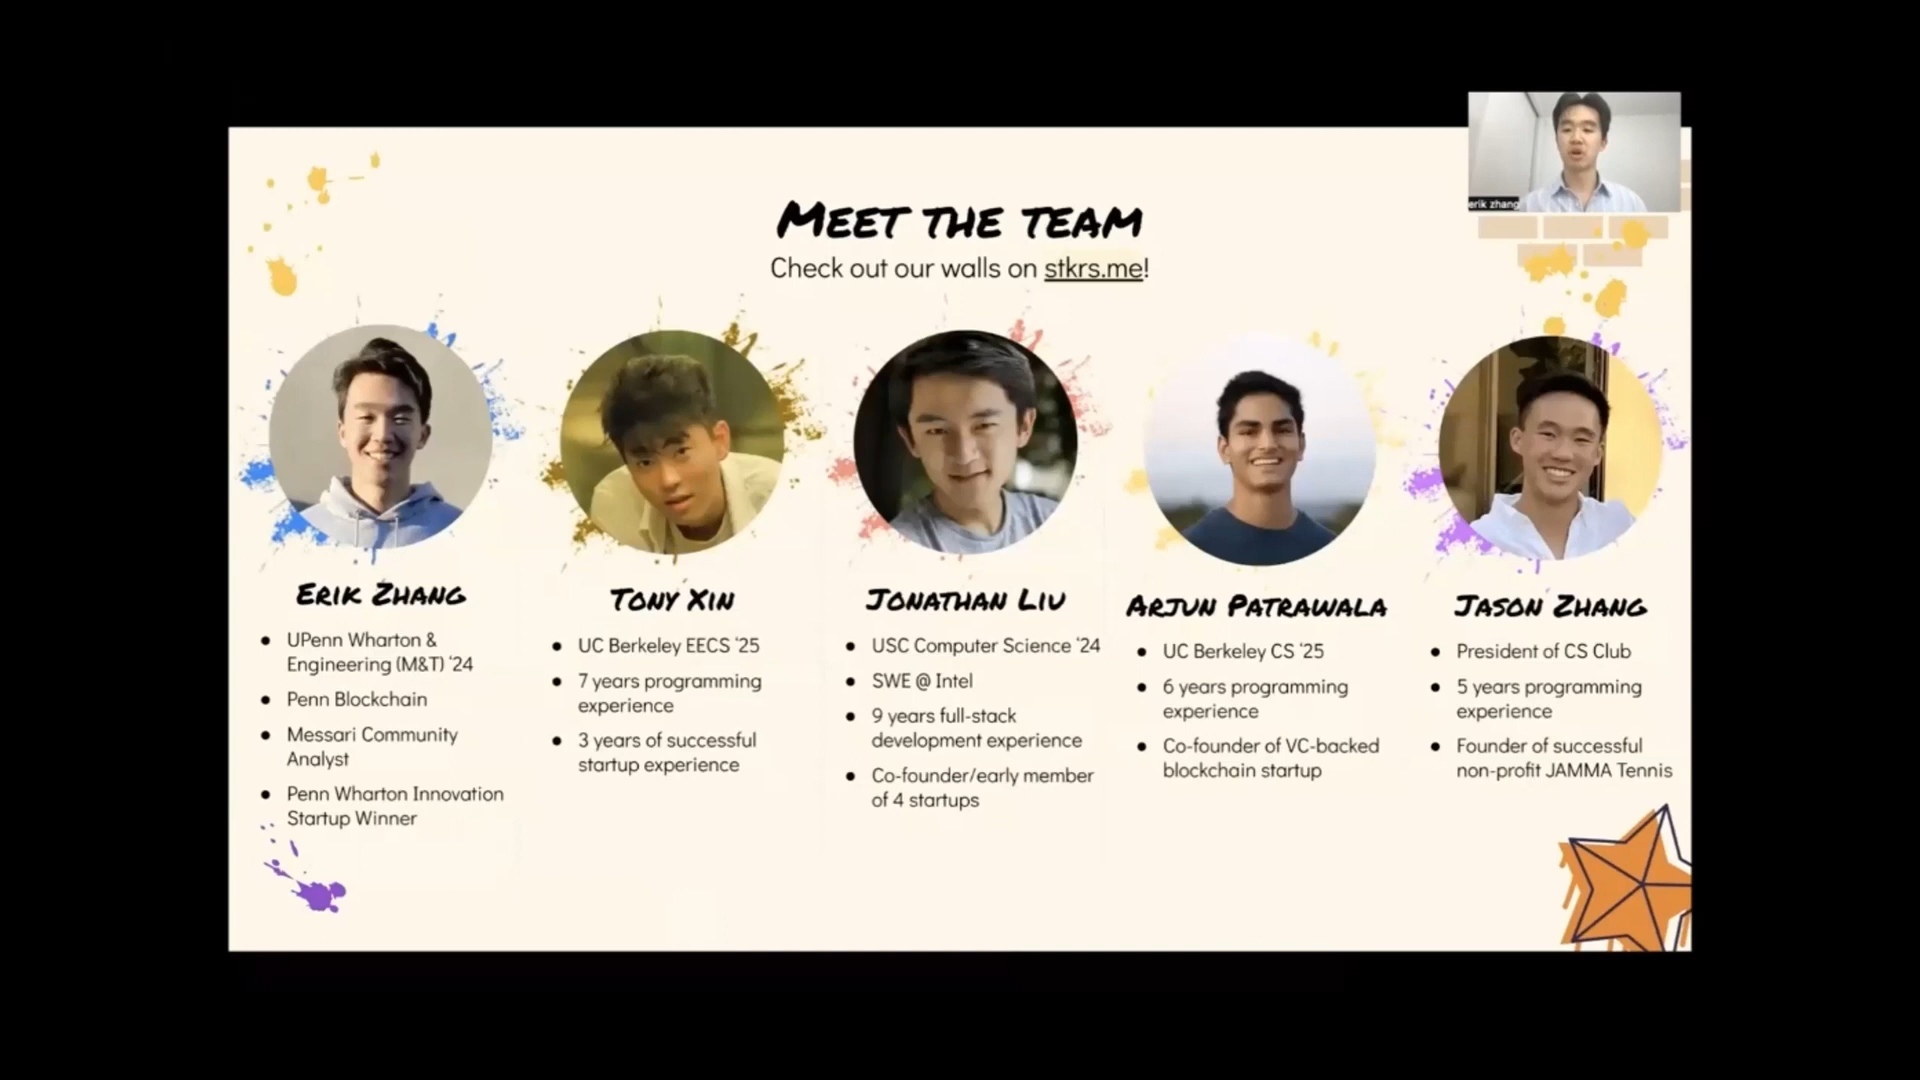 erik zhang
MEET THE TEAM
Check out our walls on stkrs.me!
ERIK ZHANG
UPenn Wharton &
Engineering (M&T) '24
Penn Blockchain
Messari Community
Analyst
Penn Wharton Innovation
Startup Winner
TONY XIN
UC Berkeley EECS '25
7 years programming
experience
3 years of successful
startup experience
JONATHAN LIU
USC Computer Science '24
SWE @ Intel
9 years full-stack
development experience
Co-founder/early member
of 4 startups
ARJUN PATRAWALA
UC Berkeley CS '25
6 years programming
experience
Co-founder of VC-backed
blockchain startup
JASON ZHANG
President of CS Club
5 years programming
experience
Founder of successful
non-profit JAMMA Tennis